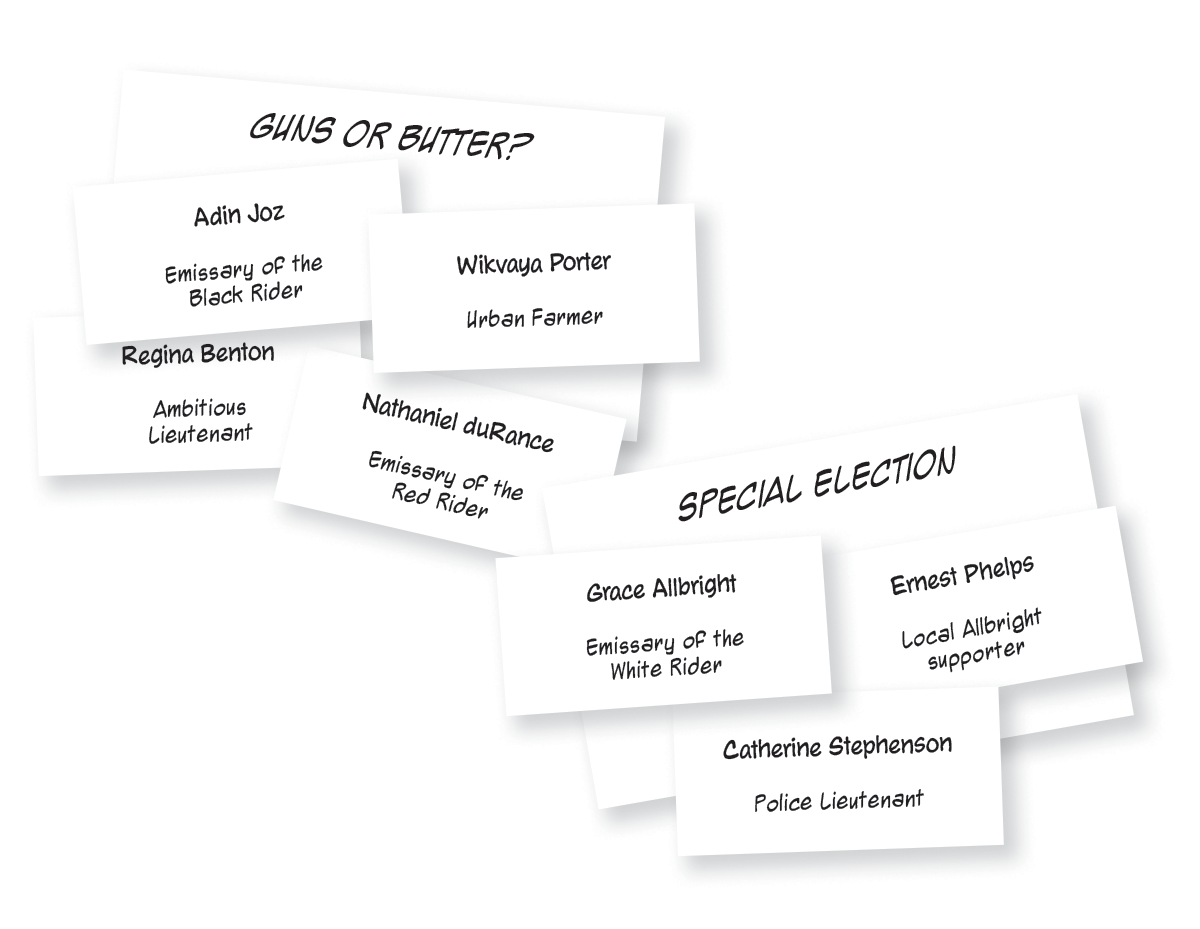 GUNS OR BUTTER?
Adin Joz
Emissary of the
Black Rider
Wikvaya Porter
Urban Farmer
Regina Benton
Ambitious
Lieutenant
Nathaniel duRance
Emissary of the
Red Rider
SPECIAL ELECTION
Grace Allbright
Emissary of the
White Rider
Ernest Phelps
Local Allbright
supporter
Catherine Stephenson
Police Lieutenant